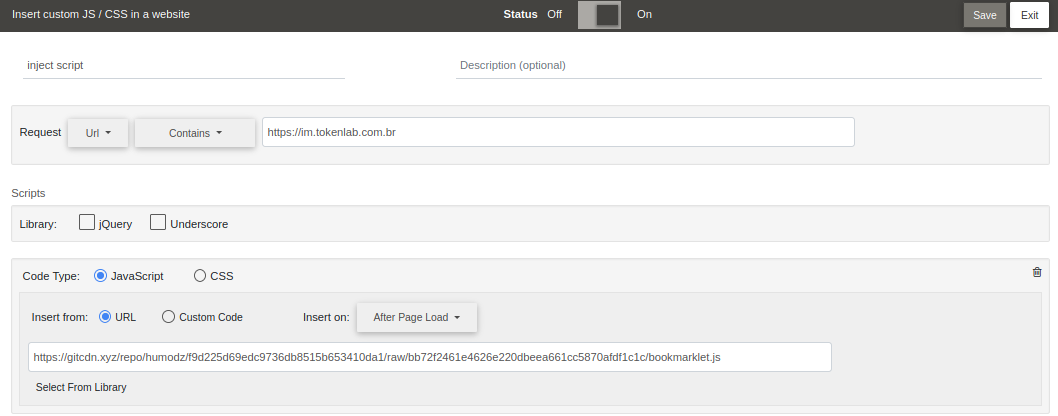 Insert custom JS / CSS in a website Status Off On Save Exit
inject script Description (optional)
Request Url Contains https://im.tokenlab.com.br
Scripts
Library: jQuery Underscore
Code Type: JavaScript CSS
Insert from: URL Custom Code Insert on: After Page Load
https://gitcdn.xyz/repo/humodz/f9d225d69edc9736db8515b653410da1/raw/bb72f2461e4626e220dbeea661cc5870afdf1c1c/bookmarklet.js
Select From Library